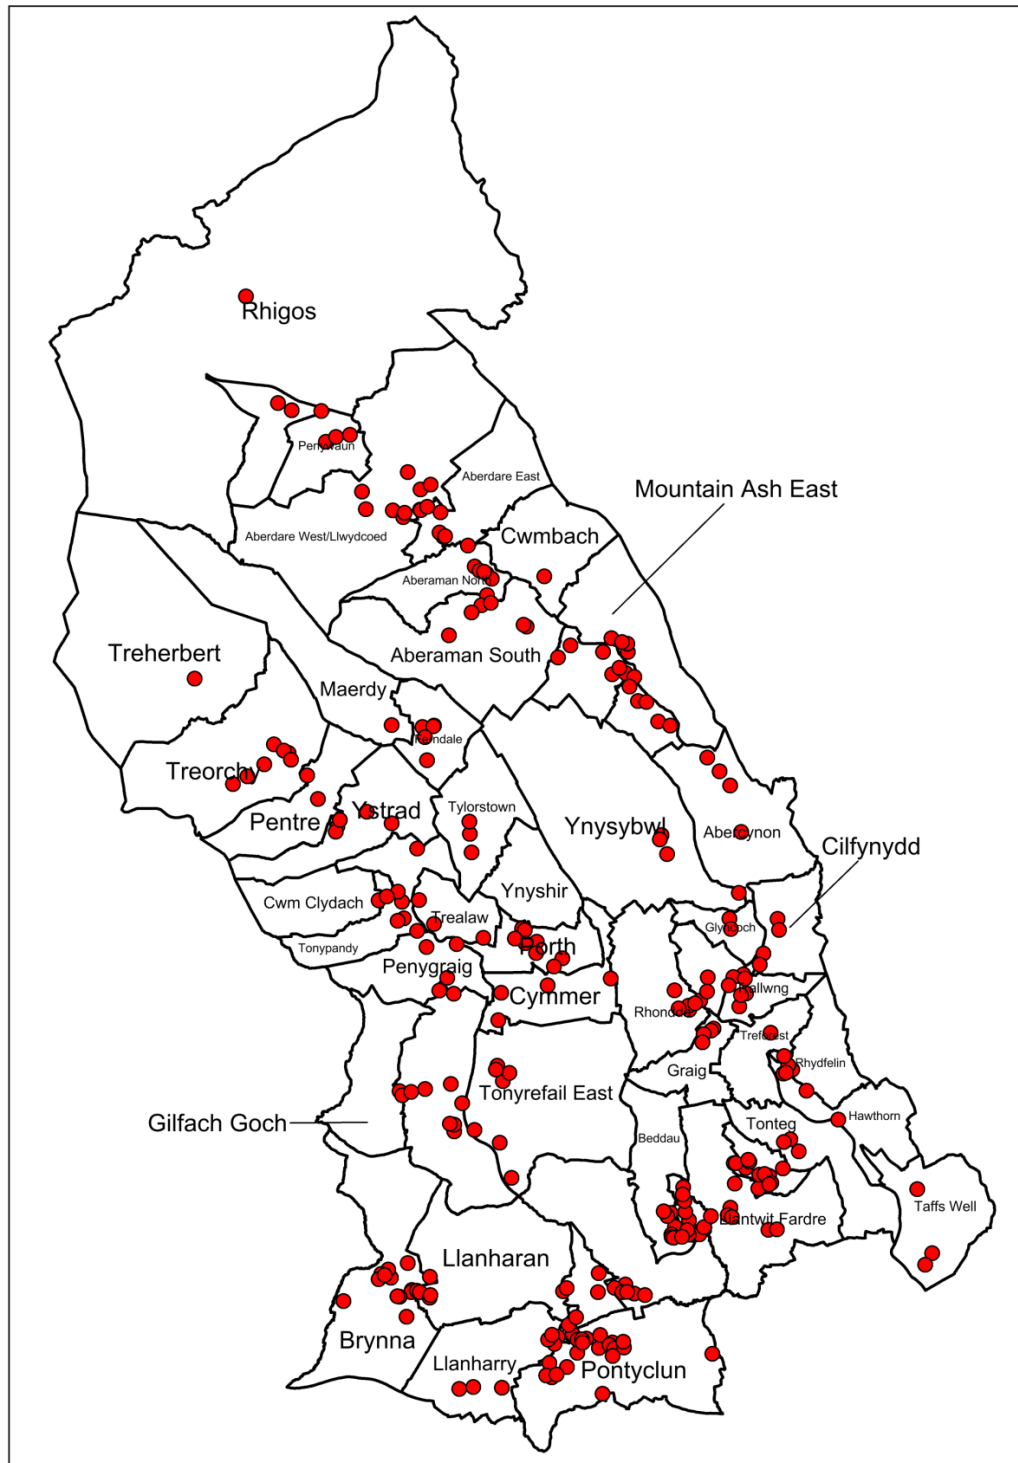 Rhigos
Penywaun
Aberdare East
Mountain Ash East
Aberdare West/Llwydcoed
Cwmbach
Aberaman North
Treherbert
Aberaman South
Maerdy
Ferndale
Treorchy
Pentre
Ystrad
Tylorstown
Ynysybwl
Abercynon
Cilfynydd
Ynyshir
Cwm Clydach
Trealaw
Glyncoch
Tonypandy
Porth
Penygraig
Cymmer
Trallwng
Rhondda
Treforest
Graig
Rhydfelin
Tonyrefail East
Gilfach Goch
Beddau
Tonteg
Hawthorn
Taffs Well
Llantwit Fardre
Llanharan
Brynna
Llanharry
Pontyclun